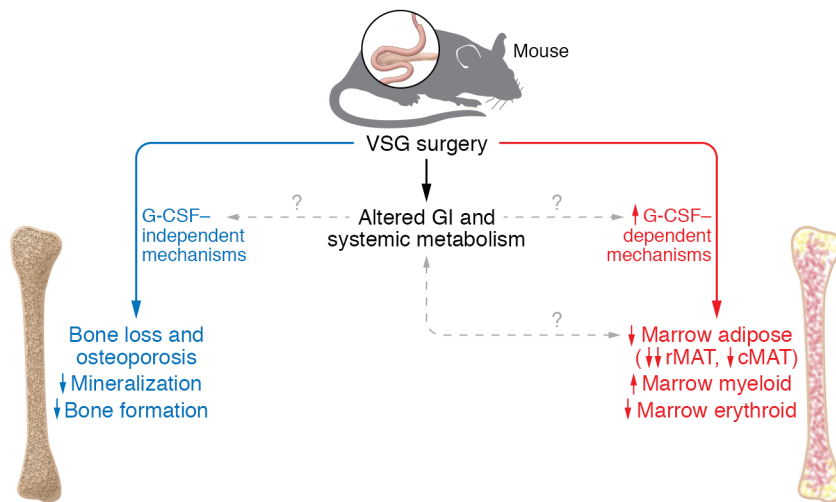 Mouse
VSG surgery
G-CSF–
independent
mechanisms
?
Altered GI and
systemic metabolism
?
↑ G-CSF–
dependent
mechanisms
?
Bone loss and
osteoporosis
↓ Mineralization
↓ Bone formation
↓ Marrow adipose
(↓↓ rMAT, ↓ cMAT)
↑ Marrow myeloid
↓ Marrow erythroid